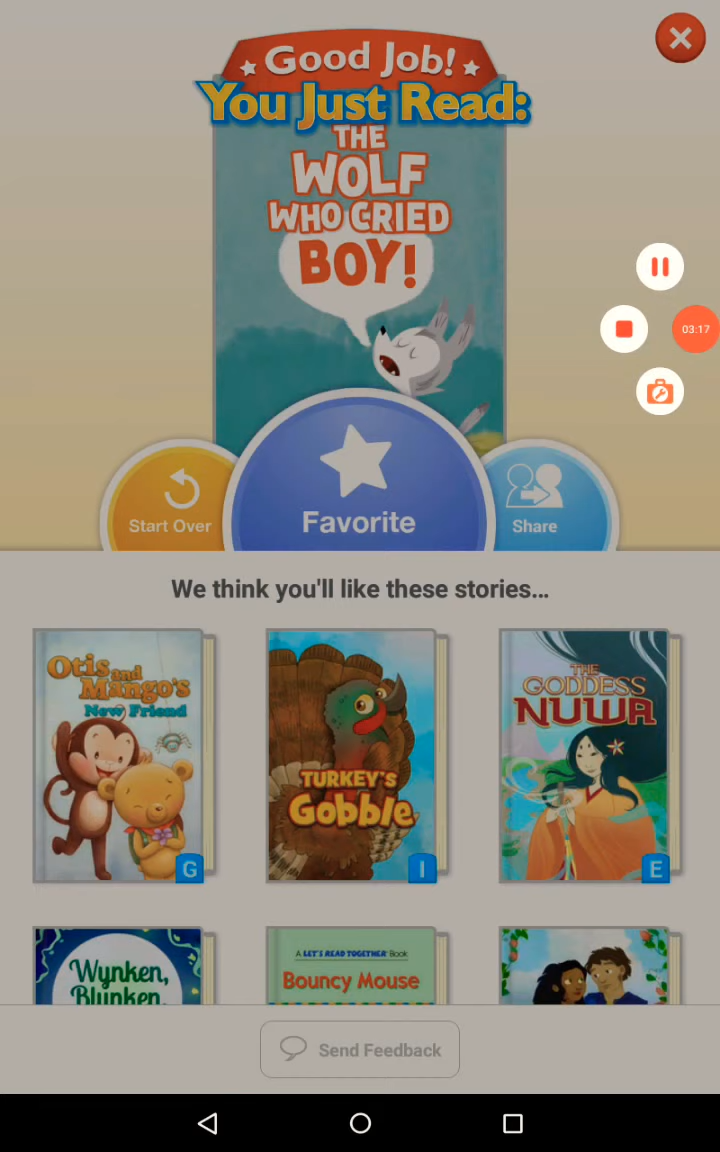 Good Job!
You Just Read:
THE
WOLF
WHO CRIED
BOY!
03:17
Start Over
Favorite
Share
We think you'll like these stories...
Otis and
Mango's
New Friend
G
TURKEY'S
Gobble
I
THE
GODDESS
NUWA
E
Wynken,
Blynken,
A LET'S READ TOGETHER Book
Bouncy Mouse
Send Feedback